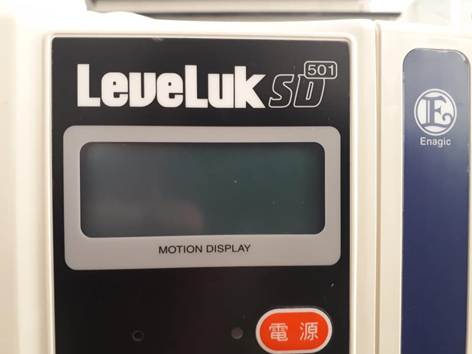 LeveLuk SD 501
E
Enagic
MOTION DISPLAY
電源